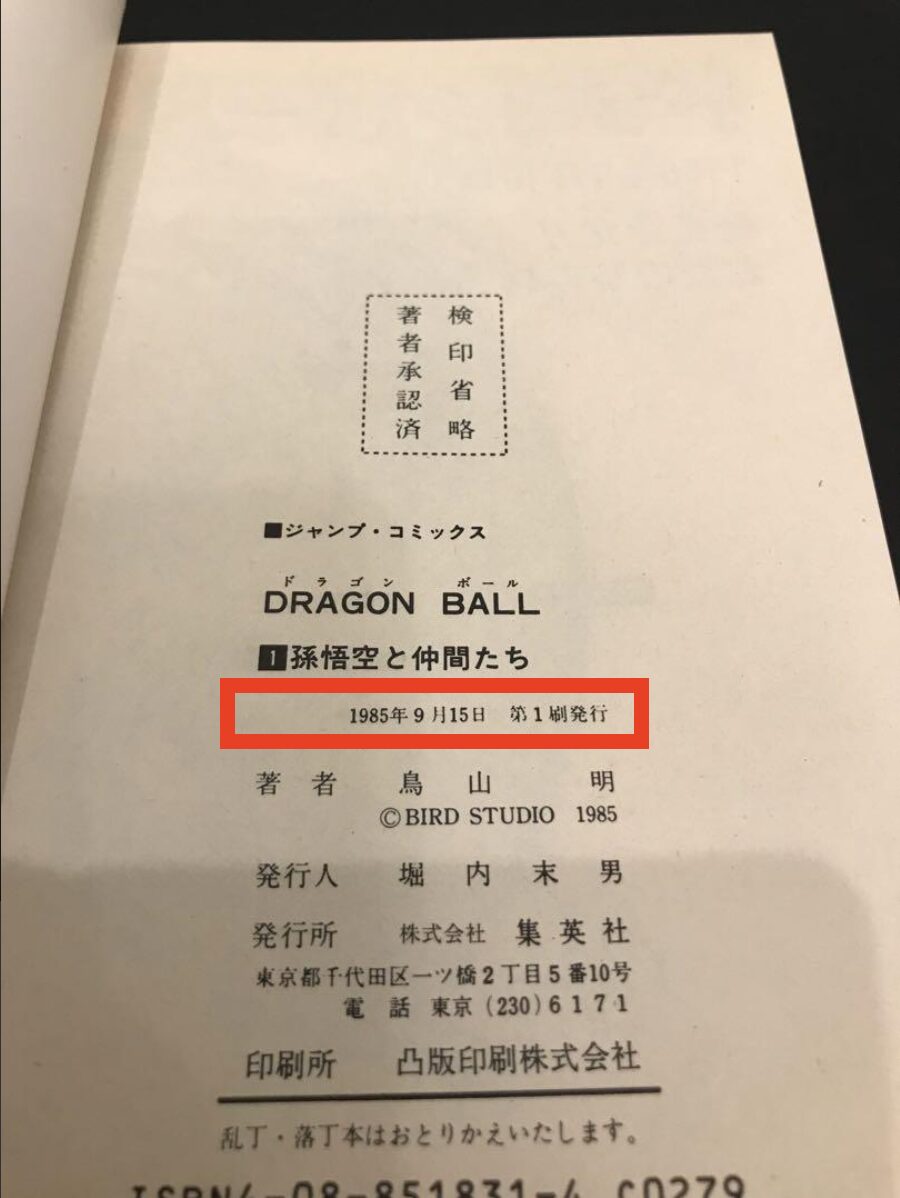 検印省略
著者承認済
■ジャンプ・コミックス
ドラゴン ボール
DRAGON BALL
1 孫悟空と仲間たち
1985年9月15日 第1刷発行
著者 鳥山 明
©BIRD STUDIO 1985
発行人 堀内末男
発行所 株式会社 集英社
東京都千代田区一ツ橋2丁目5番10号
電話 東京(230)6171
印刷所 凸版印刷株式会社
乱丁・落丁本はおとりかえいたします。
ISBN4-08-851831-4 C0279